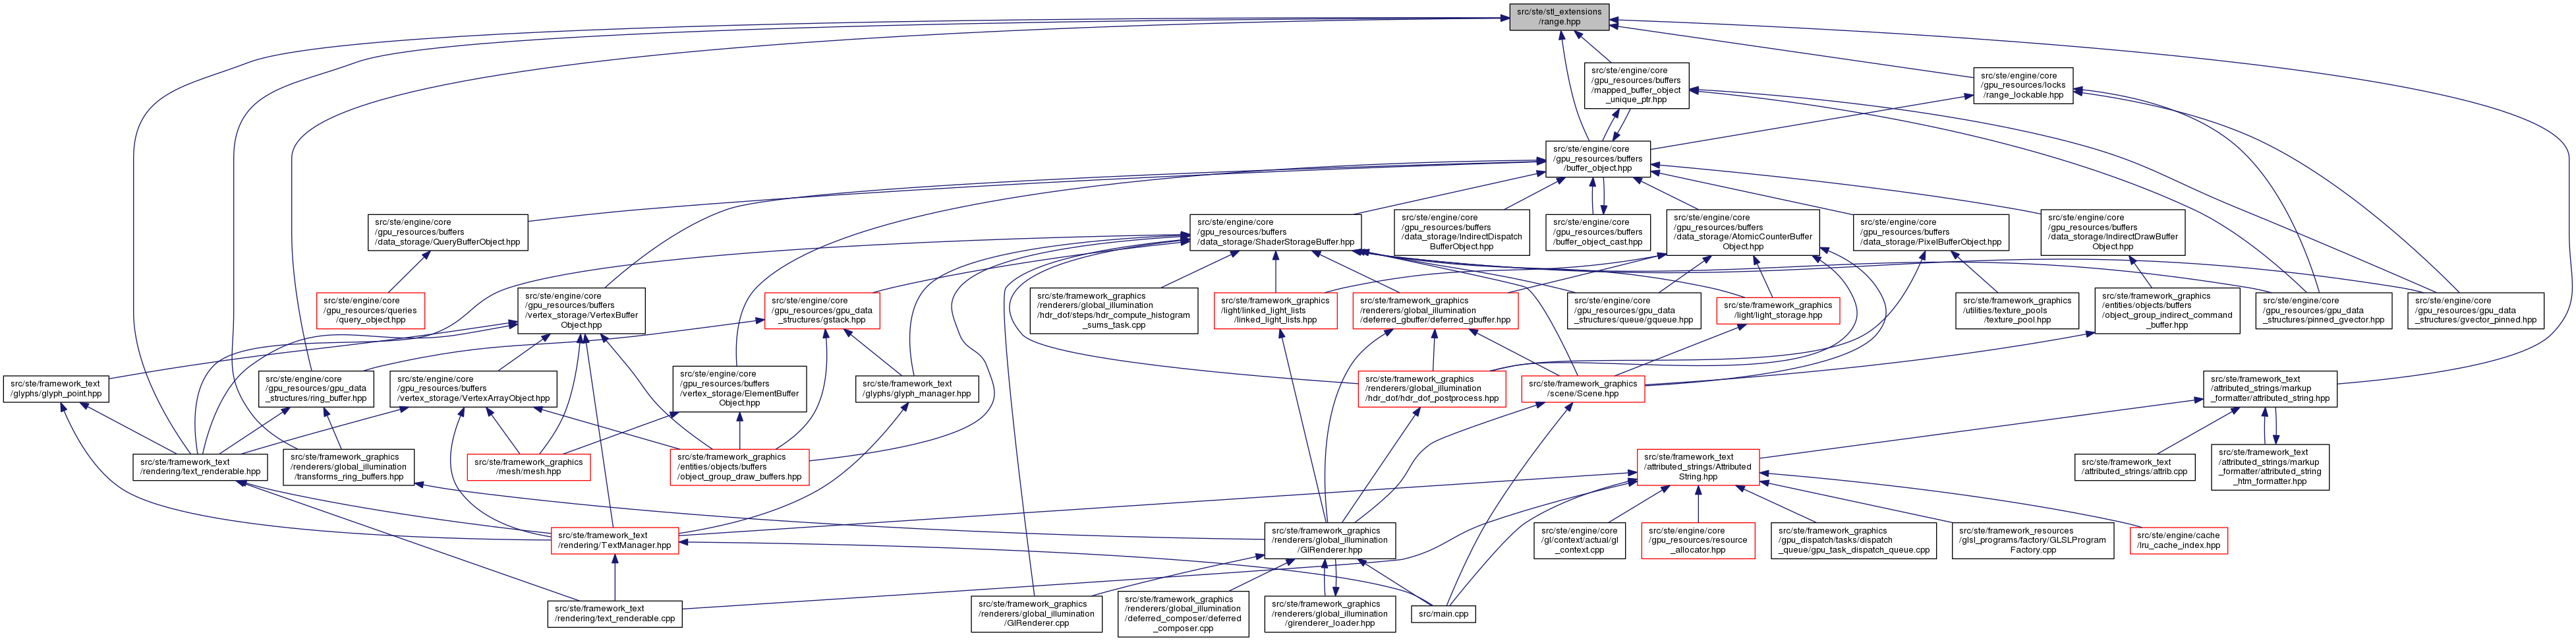 src/ste/stl_extensions
/range.hpp
src/ste/engine/core
/gpu_resources/buffers
/mapped_buffer_object
_unique_ptr.hpp
src/ste/engine/core
/gpu_resources/locks
/range_lockable.hpp
src/ste/engine/core
/gpu_resources/buffers
/buffer_object.hpp
src/ste/engine/core
/gpu_resources/buffers
/data_storage/QueryBufferObject.hpp
src/ste/engine/core
/gpu_resources/buffers
/data_storage/ShaderStorageBuffer.hpp
src/ste/engine/core
/gpu_resources/buffers
/data_storage/IndirectDispatch
BufferObject.hpp
src/ste/engine/core
/gpu_resources/buffers
/buffer_object_cast.hpp
src/ste/engine/core
/gpu_resources/buffers
/data_storage/AtomicCounterBuffer
Object.hpp
src/ste/engine/core
/gpu_resources/buffers
/data_storage/PixelBufferObject.hpp
src/ste/engine/core
/gpu_resources/buffers
/data_storage/IndirectDrawBuffer
Object.hpp
src/ste/engine/core
/gpu_resources/queries
/query_object.hpp
src/ste/engine/core
/gpu_resources/buffers
/vertex_storage/VertexBuffer
Object.hpp
src/ste/engine/core
/gpu_resources/gpu_data
_structures/gstack.hpp
src/ste/framework_graphics
/renderers/global_illumination
/hdr_dof/steps/hdr_compute_histogram
_sums_task.cpp
src/ste/framework_graphics
/light/linked_light_lists
/linked_light_lists.hpp
src/ste/framework_graphics
/renderers/global_illumination
/deferred_gbuffer/deferred_gbuffer.hpp
src/ste/engine/core
/gpu_resources/gpu_data
_structures/queue/gqueue.hpp
src/ste/framework_graphics
/light/light_storage.hpp
src/ste/framework_graphics
/utilities/texture_pools
/texture_pool.hpp
src/ste/framework_graphics
/entities/objects/buffers
/object_group_indirect_command
_buffer.hpp
src/ste/engine/core
/gpu_resources/gpu_data
_structures/pinned_gvector.hpp
src/ste/engine/core
/gpu_resources/gpu_data
_structures/gvector_pinned.hpp
src/ste/framework_text
/glyphs/glyph_point.hpp
src/ste/engine/core
/gpu_resources/gpu_data
_structures/ring_buffer.hpp
src/ste/engine/core
/gpu_resources/buffers
/vertex_storage/VertexArrayObject.hpp
src/ste/engine/core
/gpu_resources/buffers
/vertex_storage/ElementBuffer
Object.hpp
src/ste/framework_text
/glyphs/glyph_manager.hpp
src/ste/framework_graphics
/renderers/global_illumination
/hdr_dof/hdr_dof_postprocess.hpp
src/ste/framework_graphics
/scene/Scene.hpp
src/ste/framework_text
/attributed_strings/markup
_formatter/attributed_string.hpp
src/ste/framework_text
/rendering/text_renderable.hpp
src/ste/framework_graphics
/renderers/global_illumination
/transforms_ring_buffers.hpp
src/ste/framework_graphics
/mesh/mesh.hpp
src/ste/framework_graphics
/entities/objects/buffers
/object_group_draw_buffers.hpp
src/ste/framework_text
/attributed_strings/Attributed
String.hpp
src/ste/framework_text
/attributed_strings/attrib.cpp
src/ste/framework_text
/attributed_strings/markup
_formatter/attributed_string
_htm_formatter.hpp
src/ste/framework_text
/rendering/TextManager.hpp
src/ste/framework_graphics
/renderers/global_illumination
/GIRenderer.hpp
src/ste/engine/core
/gl/context/actual/gl
_context.cpp
src/ste/engine/core
/gpu_resources/resource
_allocator.hpp
src/ste/framework_graphics
/gpu_dispatch/tasks/dispatch
_queue/gpu_task_dispatch_queue.cpp
src/ste/framework_resources
/glsl_programs/factory/GLSLProgram
Factory.cpp
src/ste/engine/cache
/lru_cache_index.hpp
src/ste/framework_text
/rendering/text_renderable.cpp
src/ste/framework_graphics
/renderers/global_illumination
/GIRenderer.cpp
src/ste/framework_graphics
/renderers/global_illumination
/deferred_composer/deferred
_composer.cpp
src/ste/framework_graphics
/renderers/global_illumination
/girenderer_loader.hpp
src/main.cpp